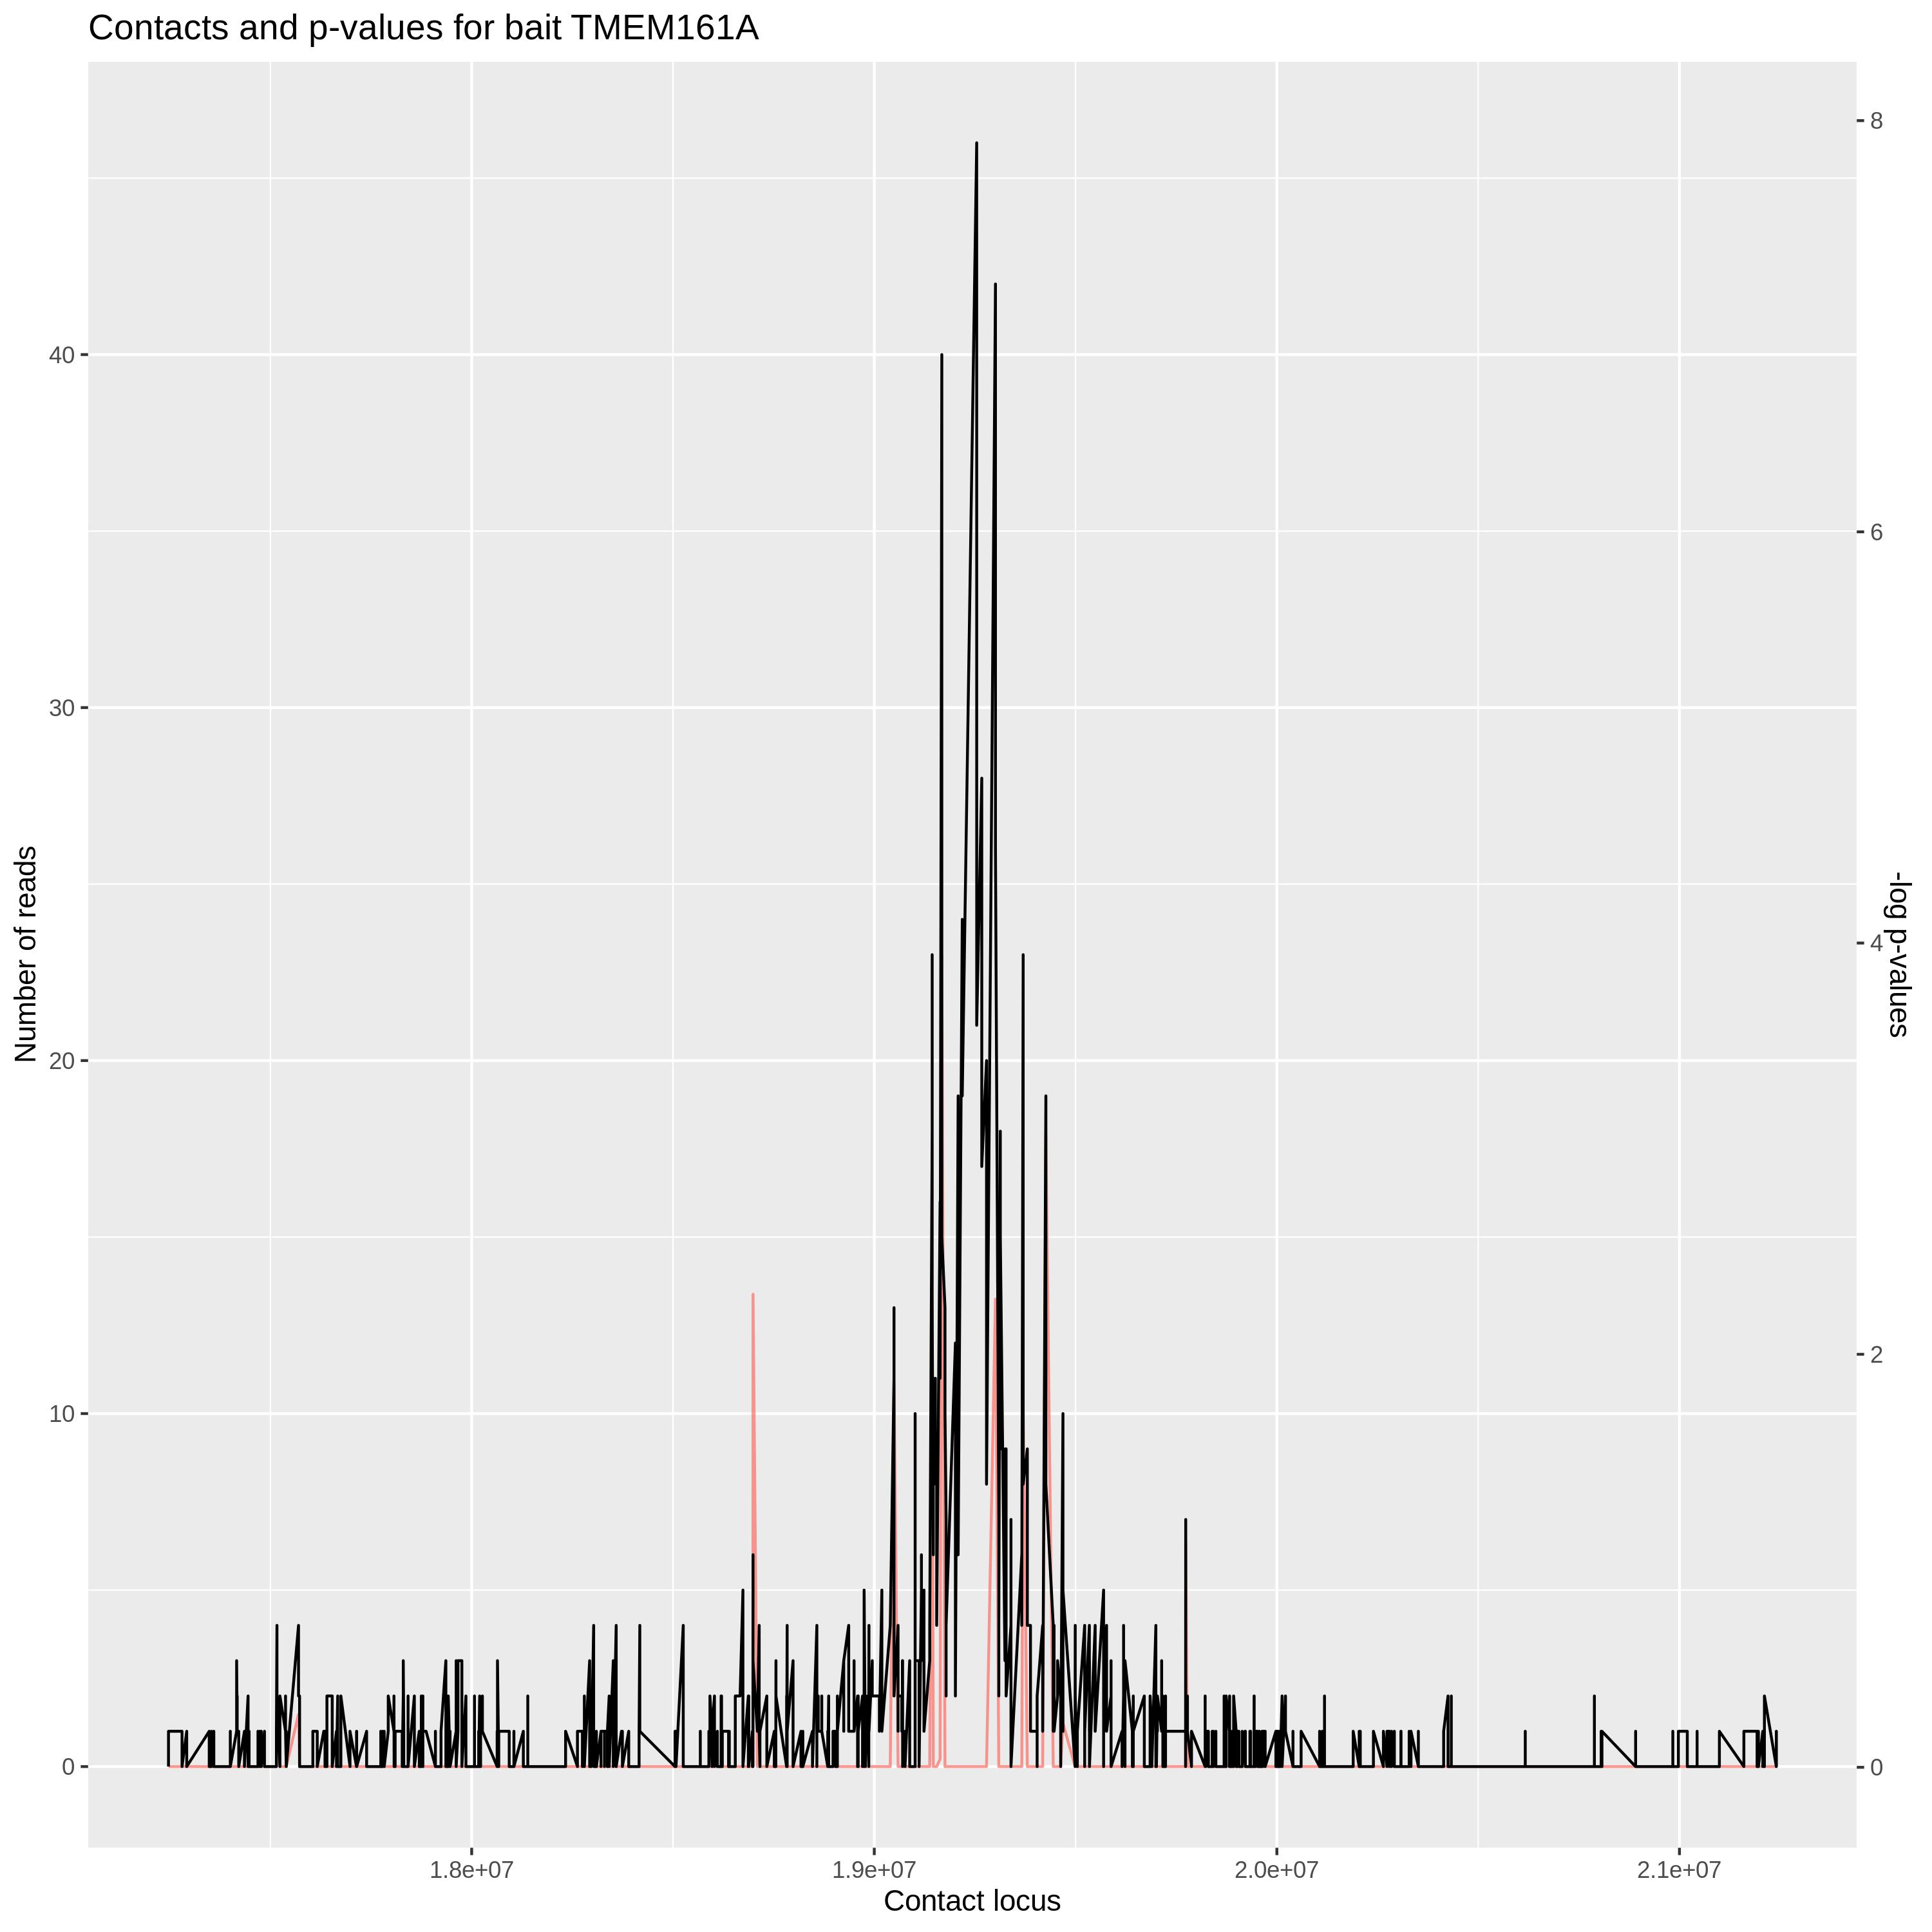 Contacts and p-values for bait TMEM161A
Number of reads
40
30
20
10
0
8
6
4
2
0
-log p-values
1.8e+07 1.9e+07 2.0e+07 2.1e+07
Contact locus